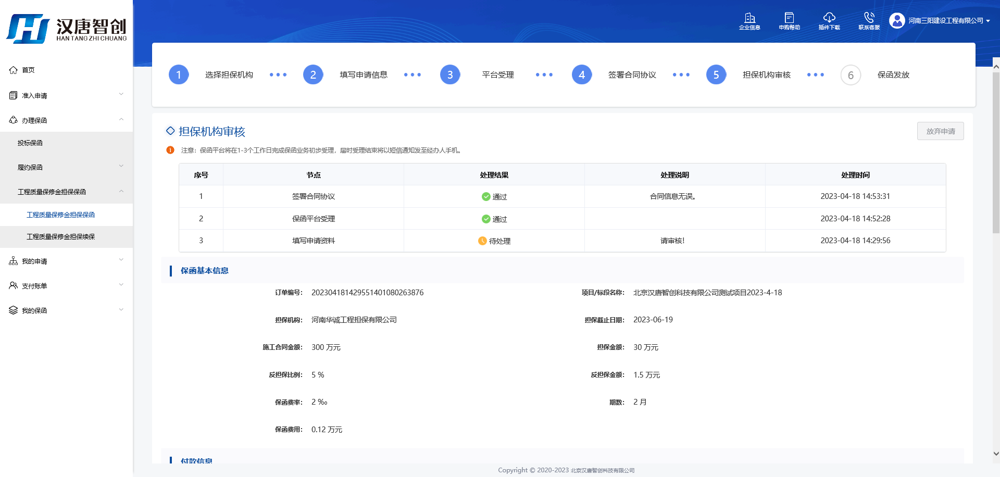 汉唐智创
HAN TANG ZHI CHUANG
企业信息
申购帮助
插件下载
联系客服
河南三阳建设工程有限公司
首页
准入申请
办理保函
投标保函
履约保函
工程质量保修金担保保函
工程质量保修金担保保函
工程质量保修金担保续保
我的申请
支付账单
我的保函
1 选择担保机构 2 填写申请信息 3 平台受理 4 签署合同协议 5 担保机构审核 6 保函发放
担保机构审核
放弃申请
注意：保函平台将在1-3个工作日完成保函业务初步受理，届时受理结束将以短信通知发至经办人手机。
序号 节点 处理结果 处理说明 处理时间
1 签署合同协议 通过 合同信息无误。 2023-04-18 14:53:31
2 保函平台受理 通过 2023-04-18 14:52:28
3 填写申请资料 待处理 请审核! 2023-04-18 14:29:56
保函基本信息
订单编号： 202304181429551401080263876 项目/标段名称： 北京汉唐智创科技有限公司测试项目2023-4-18
担保机构： 河南华诚工程担保有限公司 担保截止日期： 2023-06-19
施工合同金额： 300 万元 担保金额： 30 万元
反担保比例： 5 % 反担保金额： 1.5 万元
保函费率： 2 ‰ 期数： 2 月
保函费用： 0.12 万元
付款信息
Copyright © 2020-2023 北京汉唐智创科技有限公司